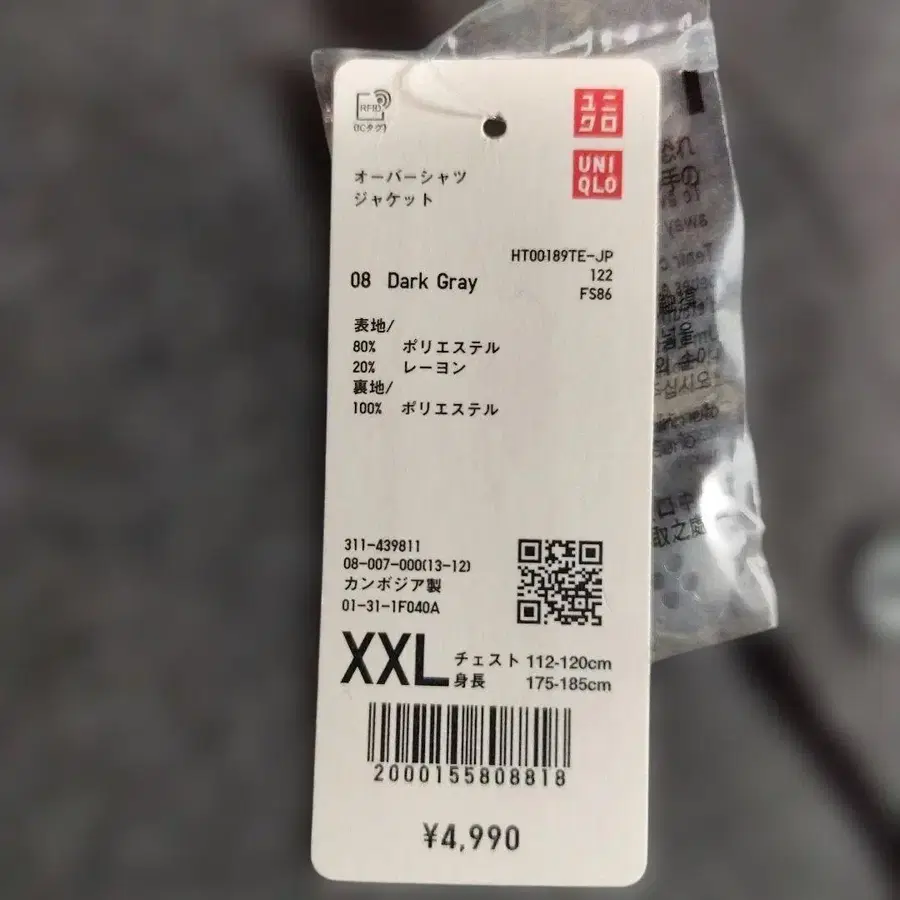 RFID
(ICタグ)
ユニ
クロ
UNI
QLO
オーバーシャツ
ジャケット
HT00189TE-JP
122
FS86
08 Dark Gray
表地/
80% ポリエステル
20% レーヨン
裏地/
100% ポリエステル
311-439811
08-007-000(13-12)
カンボジア製
01-31-1F040A
XXL
チェスト 112-120cm
身長 175-185cm
2000155808818
¥4,990